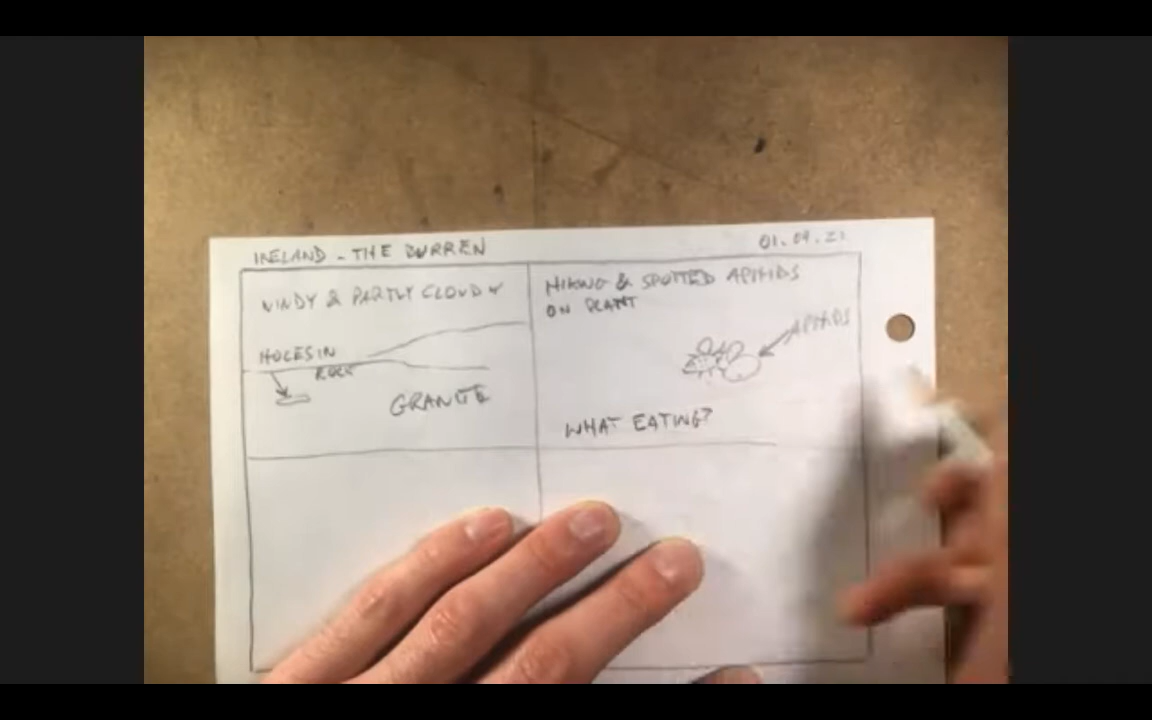 IRELAND - THE BURREN
01.09.21
WINDY & PARTLY CLOUDY
HOLES IN
ROCK
GRANITE
HIKING & SPOTTED APHIDS
ON PLANT
APHIDS
WHAT EATING?